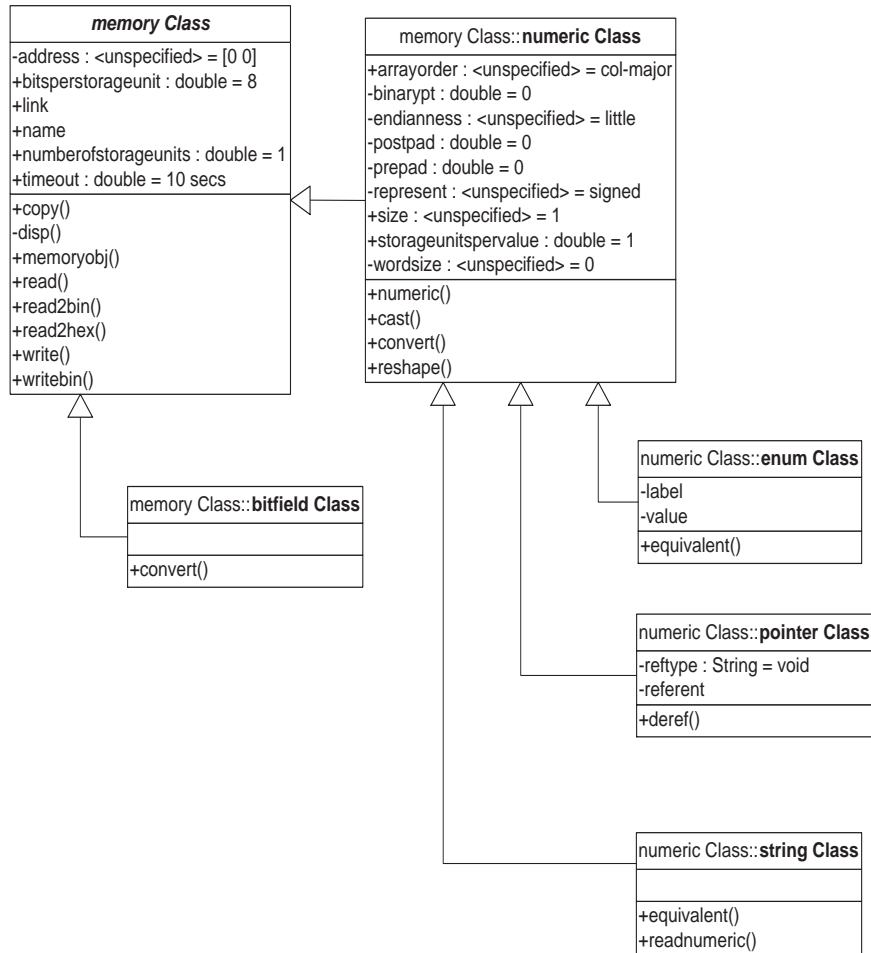 memory Class
-address : <unspecified> = [0 0]
+bitsperstorageunit : double = 8
+link
+name
+numberofstorageunits : double = 1
+timeout : double = 10 secs
+copy()
-disp()
+memoryobj()
+read()
+read2bin()
+read2hex()
+write()
+writebin()
memory Class::numeric Class
+arrayorder : <unspecified> = col-major
-binarypt : double = 0
-endianness : <unspecified> = little
-postpad : double = 0
-prepad : double = 0
-represent : <unspecified> = signed
+size : <unspecified> = 1
+storageunitspervalue : double = 1
-wordsize : <unspecified> = 0
+numeric()
+cast()
+convert()
+reshape()
memory Class::bitfield Class
+convert()
numeric Class::enum Class
-label
-value
+equivalent()
numeric Class::pointer Class
-reftype : String = void
-referent
+deref()
numeric Class::string Class
+equivalent()
+readnumeric()